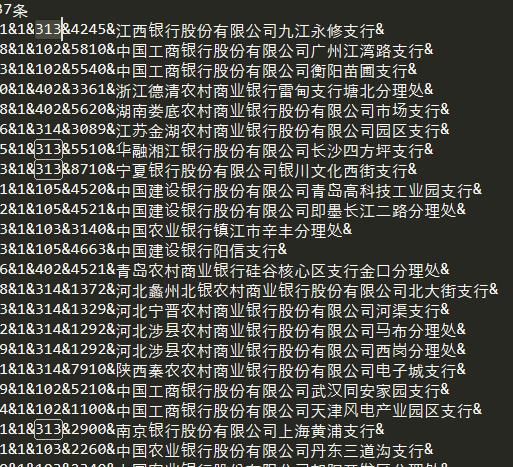 37条
1&1&313&4245&江西银行股份有限公司九江永修支行&
8&1&102&5810&中国工商银行股份有限公司广州江湾路支行&
3&1&102&5540&中国工商银行股份有限公司衡阳苗圃支行&
0&1&402&3361&浙江德清农村商业银行雷甸支行塘北分理处&
8&1&402&5620&湖南娄底农村商业银行股份有限公司市场支行&
6&1&314&3089&江苏金湖农村商业银行股份有限公司园区支行&
5&1&313&5510&华融湘江银行股份有限公司长沙四方坪支行&
3&1&313&8710&宁夏银行股份有限公司银川文化西街支行&
1&1&105&4520&中国建设银行股份有限公司青岛高科技工业园支行&
2&1&105&4521&中国建设银行股份有限公司即墨长江二路分理处&
3&1&103&3140&中国农业银行镇江市辛丰分理处&
3&1&105&4663&中国建设银行阳信支行&
6&1&402&4521&青岛农村商业银行硅谷核心区支行金口分理处&
8&1&314&1372&河北蠡州北银农村商业银行股份有限公司北大街支行&
3&1&314&1329&河北宁晋农村商业银行股份有限公司河渠支行&
2&1&314&1292&河北涉县农村商业银行股份有限公司马布分理处&
9&1&314&1292&河北涉县农村商业银行股份有限公司西岗分理处&
1&1&314&7910&陕西秦农农村商业银行股份有限公司电子城支行&
9&1&102&5210&中国工商银行股份有限公司武汉同安家园支行&
4&1&102&1100&中国工商银行股份有限公司天津风电产业园区支行&
1&1&313&2900&南京银行股份有限公司上海黄浦支行&
1&1&103&2260&中国农业银行股份有限公司丹东三道沟支行&